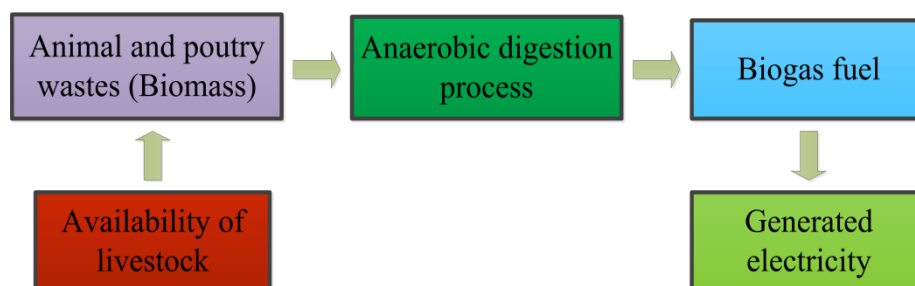 Animal and poutry
wastes (Biomass)
Anaerobic digestion
process
Biogas fuel
Availability of
livestock
Generated
electricity